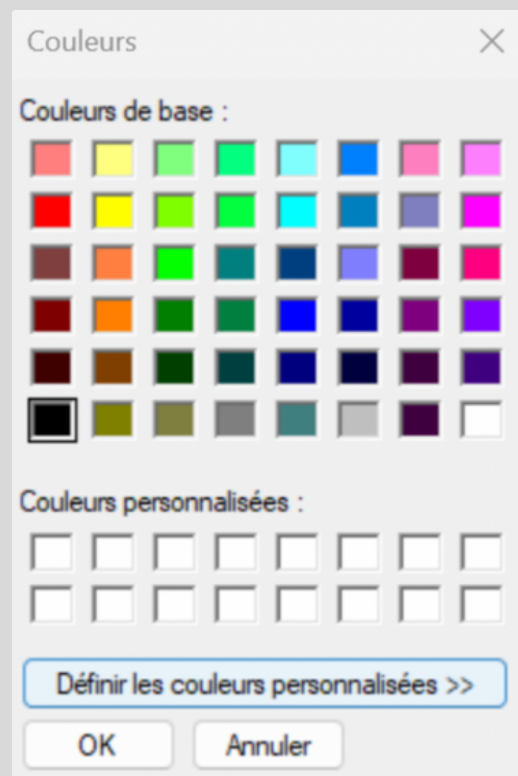 Couleurs
Couleurs de base :
Couleurs personnalisées :
Définir les couleurs personnalisées >>
OK
Annuler